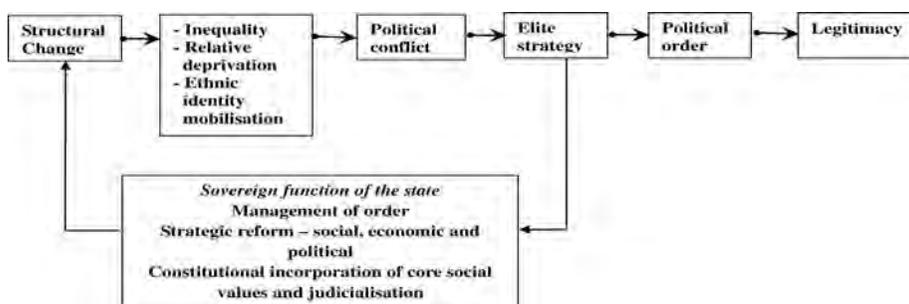 Structural
Change
- Inequality
- Relative
deprivation
- Ethnic
identity
mobilisation
Political
conflict
Elite
strategy
Political
order
Legitimacy
Sovereign function of the state
Management of order
Strategic reform – social, economic and
political
Constitutional incorporation of core social
values and judicialisation